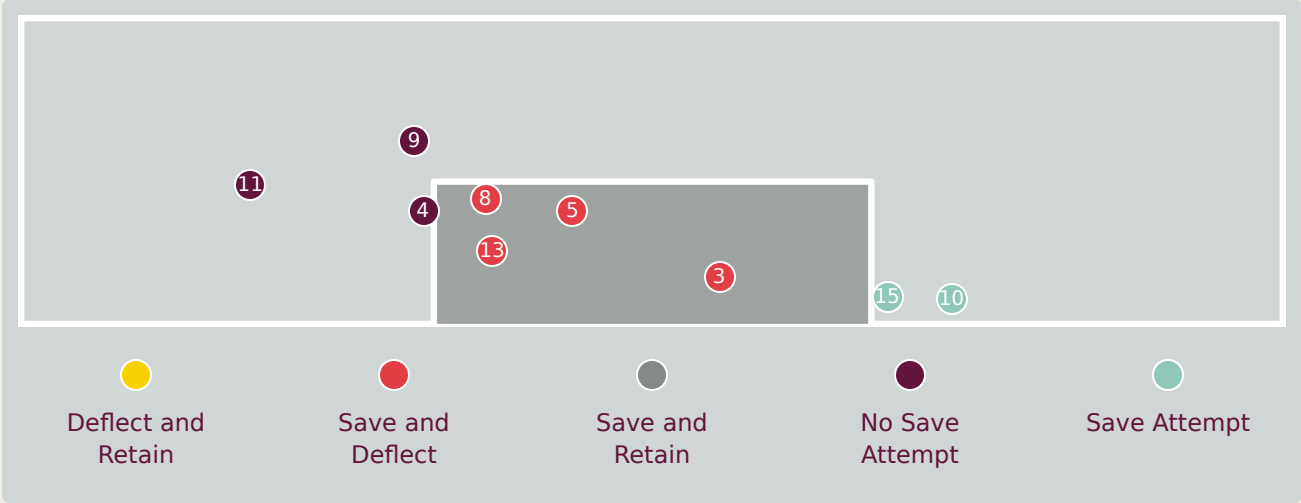 9
11
8
4
5
13
3
15
10
Deflect and
Retain
Save and
Deflect
Save and
Retain
No Save
Attempt
Save Attempt